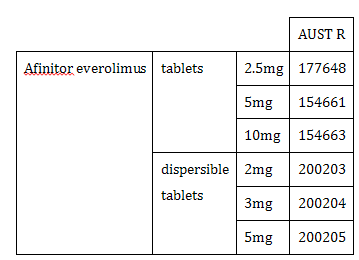 AUST R
Afinitor everolimus tablets 2.5mg 177648
5mg 154661
10mg 154663
dispersible tablets 2mg 200203
3mg 200204
5mg 200205